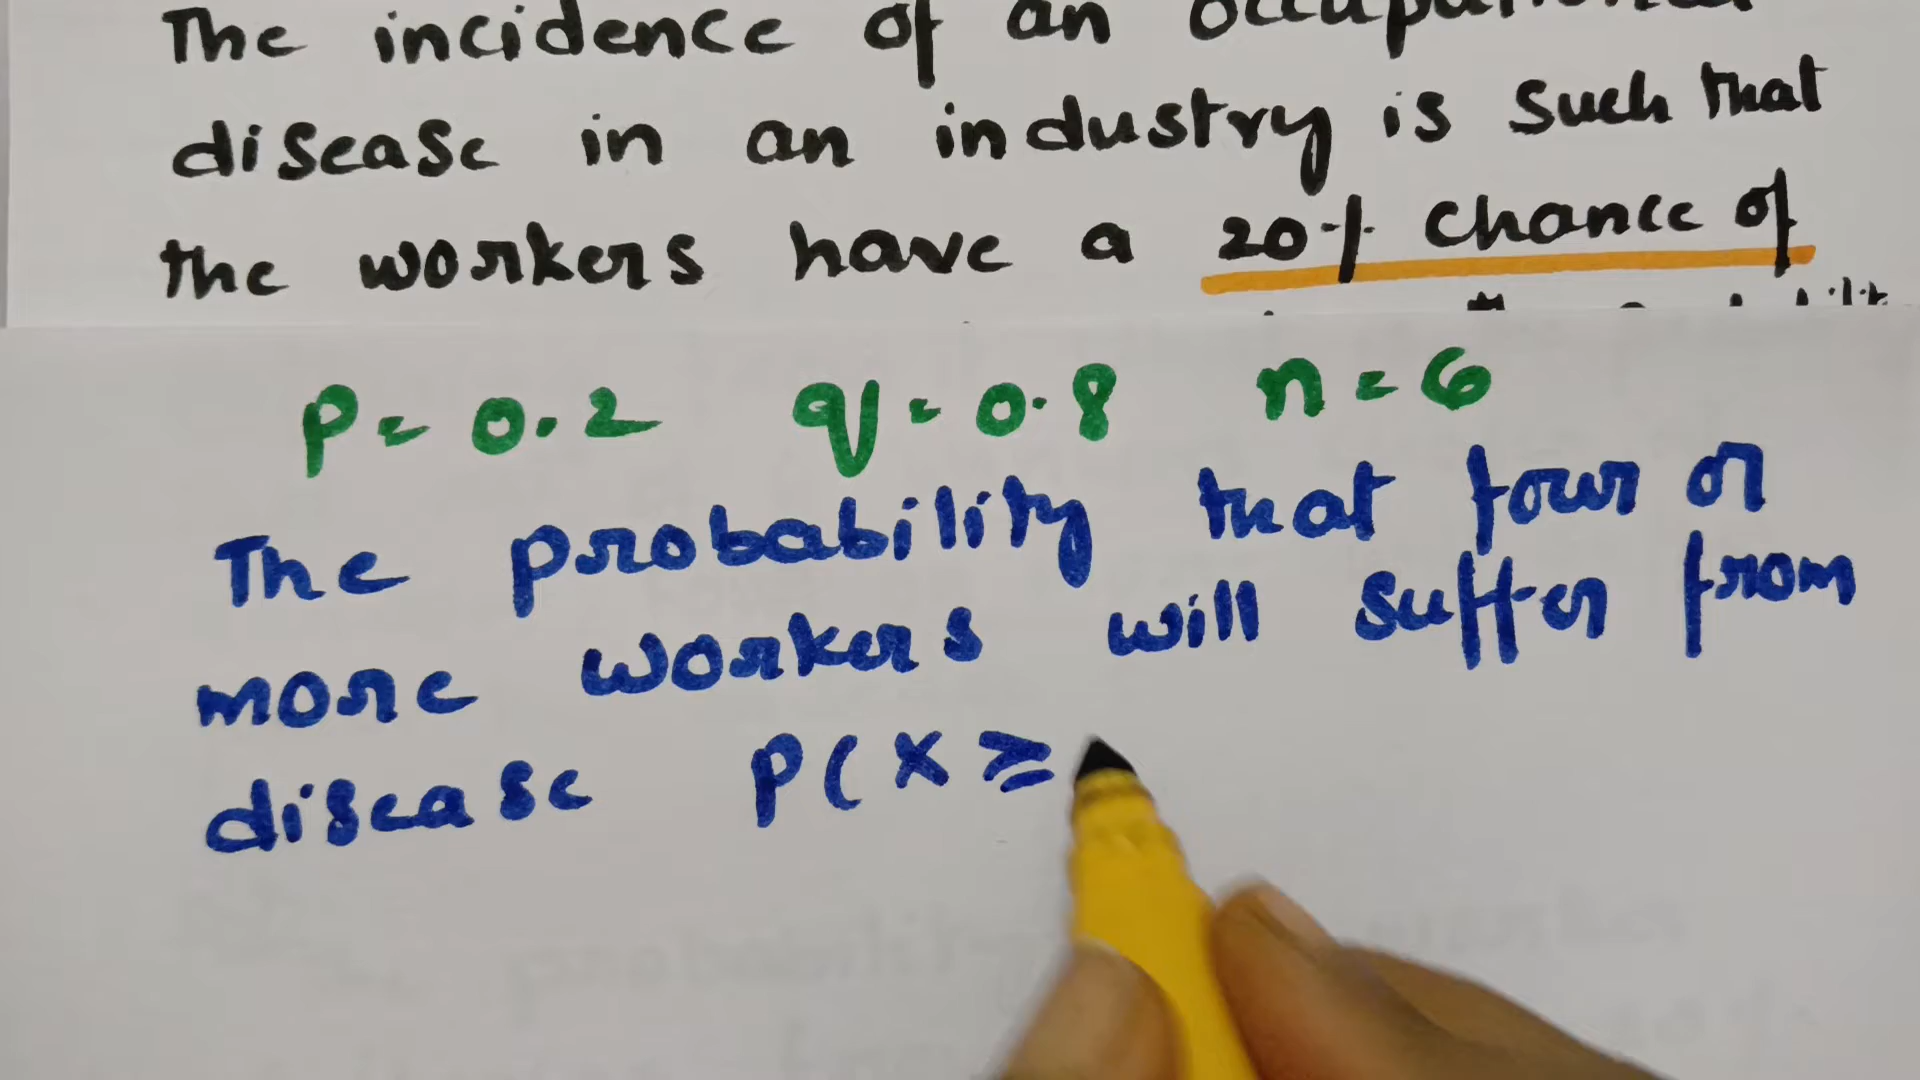 The incidence of an occupational
disease in an industry is such that
the workers have a 20% chance of
P = 0.2 q = 0.8 n = 6
The probability that four or
more workers will suffer from
disease P(X ≥